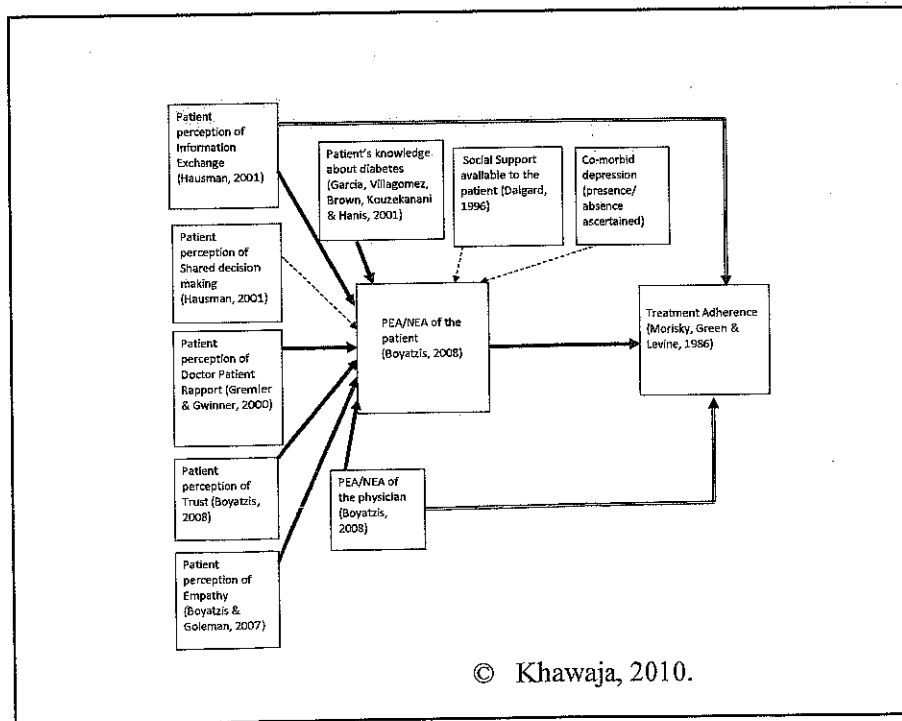 Patient
perception of
Information
Exchange
(Hausman, 2001)
Patient's knowledge
about diabetes
(Garcia, Villagomez,
Brown, Kouzekanani
& Hanis, 2001)
Social Support
available to the
patient (Dalgard,
1996)
Co-morbid
depression
(presence/
absence
ascertained)
Patient
perception of
Shared decision
making
(Hausman, 2001)
PEA/NEA of the
patient
(Boyatzis, 2008)
Treatment Adherence
(Morisky, Green &
Levine, 1986)
Patient
perception of
Doctor Patient
Rapport (Gremler
& Gwinner, 2000)
Patient
perception of
Trust (Boyatzis,
2008)
PEA/NEA of
the physician
(Boyatzis,
2008)
Patient
perception of
Empathy
(Boyatzis &
Goleman, 2007)
© Khawaja, 2010.